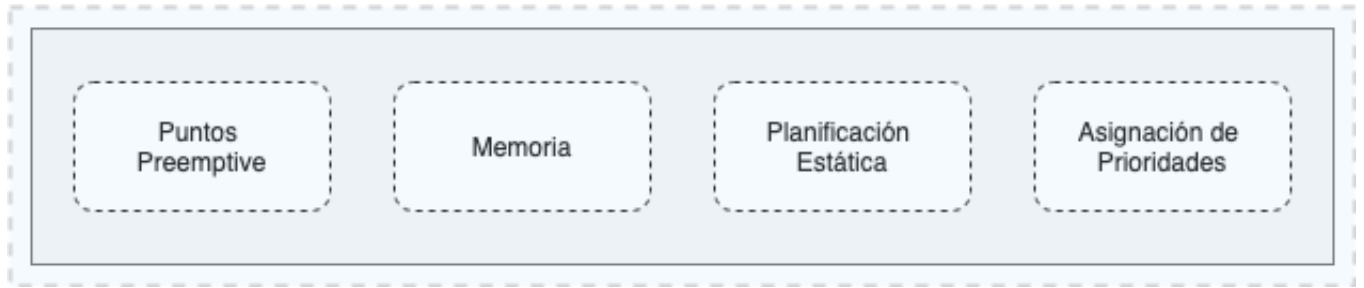 Puntos
Preemptive
Memoria
Planificación
Estática
Asignación de
Prioridades